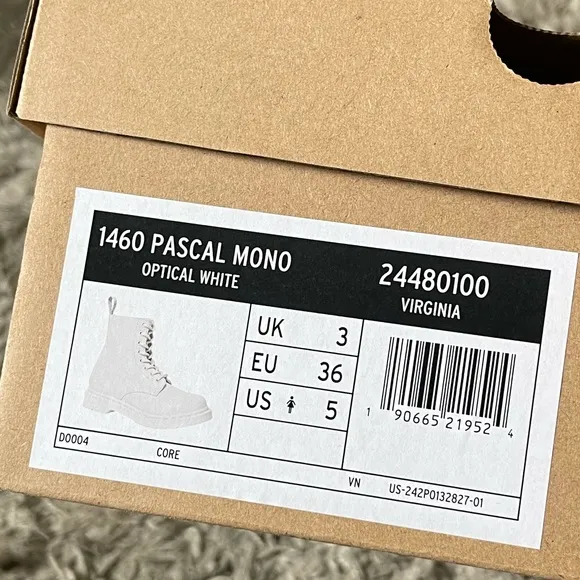 1460 PASCAL MONO
OPTICAL WHITE
24480100
VIRGINIA
UK 3
EU 36
US 5
1 90665 21952 4
D0004
CORE
VN
US-242P0132827-01